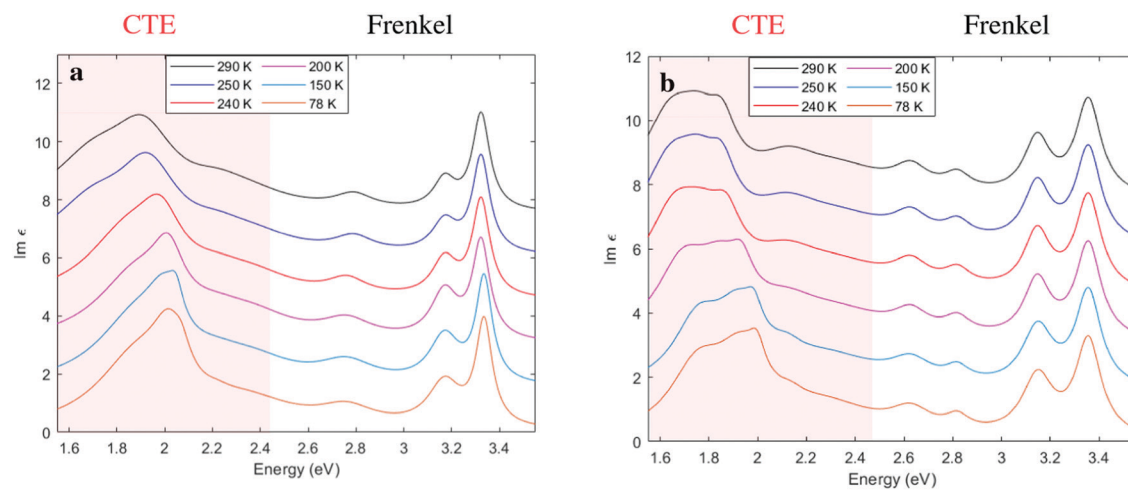 CTE Frenkel
a
290 K 200 K
250 K 150 K
240 K 78 K
12
10
8
6
4
2
0
Im ϵ
1.6 1.8 2 2.2 2.4 2.6 2.8 3 3.2 3.4
Energy (eV)
CTE Frenkel
b
290 K 200 K
250 K 150 K
240 K 78 K
12
10
8
6
4
2
0
Im ϵ
1.6 1.8 2 2.2 2.4 2.6 2.8 3 3.2 3.4
Energy (eV)